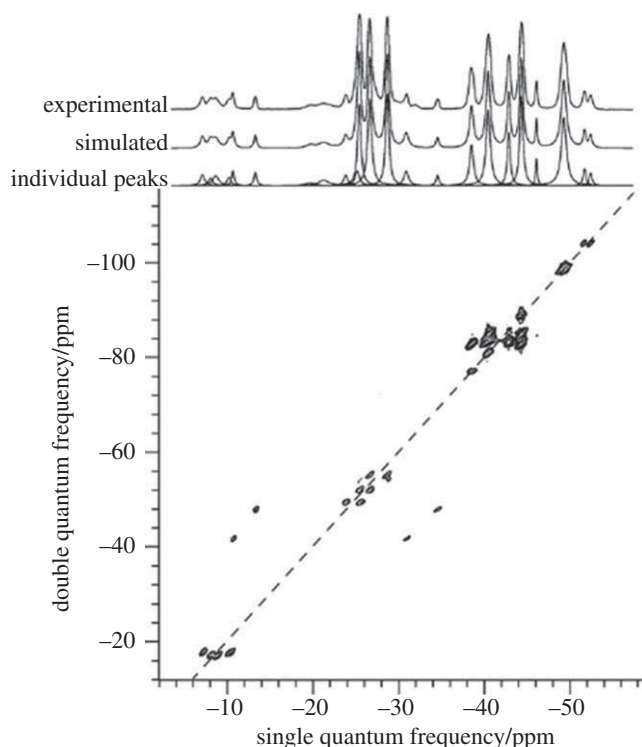 experimental
simulated
individual peaks
–100
–80
–60
–40
–20
double quantum frequency/ppm
–10 –20 –30 –40 –50
single quantum frequency/ppm